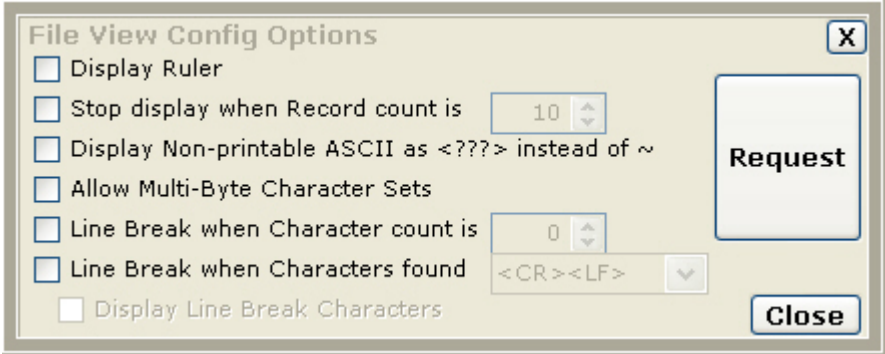 File View Config Options
X
Display Ruler
Stop display when Record count is 10
Display Non-printable ASCII as <???> instead of ~
Request
Allow Multi-Byte Character Sets
Line Break when Character count is 0
Line Break when Characters found <CR><LF>
Display Line Break Characters
Close